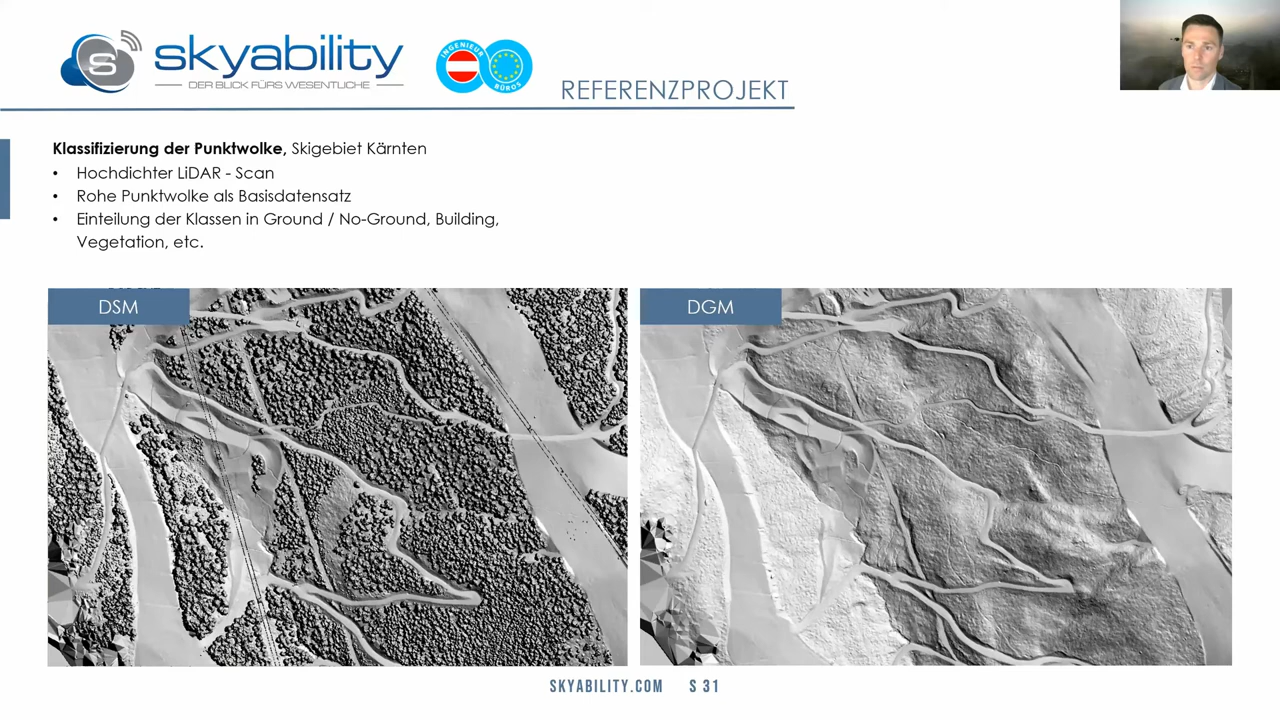 skyability
DER BLICK FÜRS WESENTLICHE
INGENIEUR
BÜROS
REFERENZPROJEKT
Klassifizierung der Punktwolke, Skigebiet Kärnten
• Hochdichter LiDAR - Scan
• Rohe Punktwolke als Basisdatensatz
• Einteilung der Klassen in Ground / No-Ground, Building,
Vegetation, etc.
DSM
DGM
SKYABILITY.COM S 31